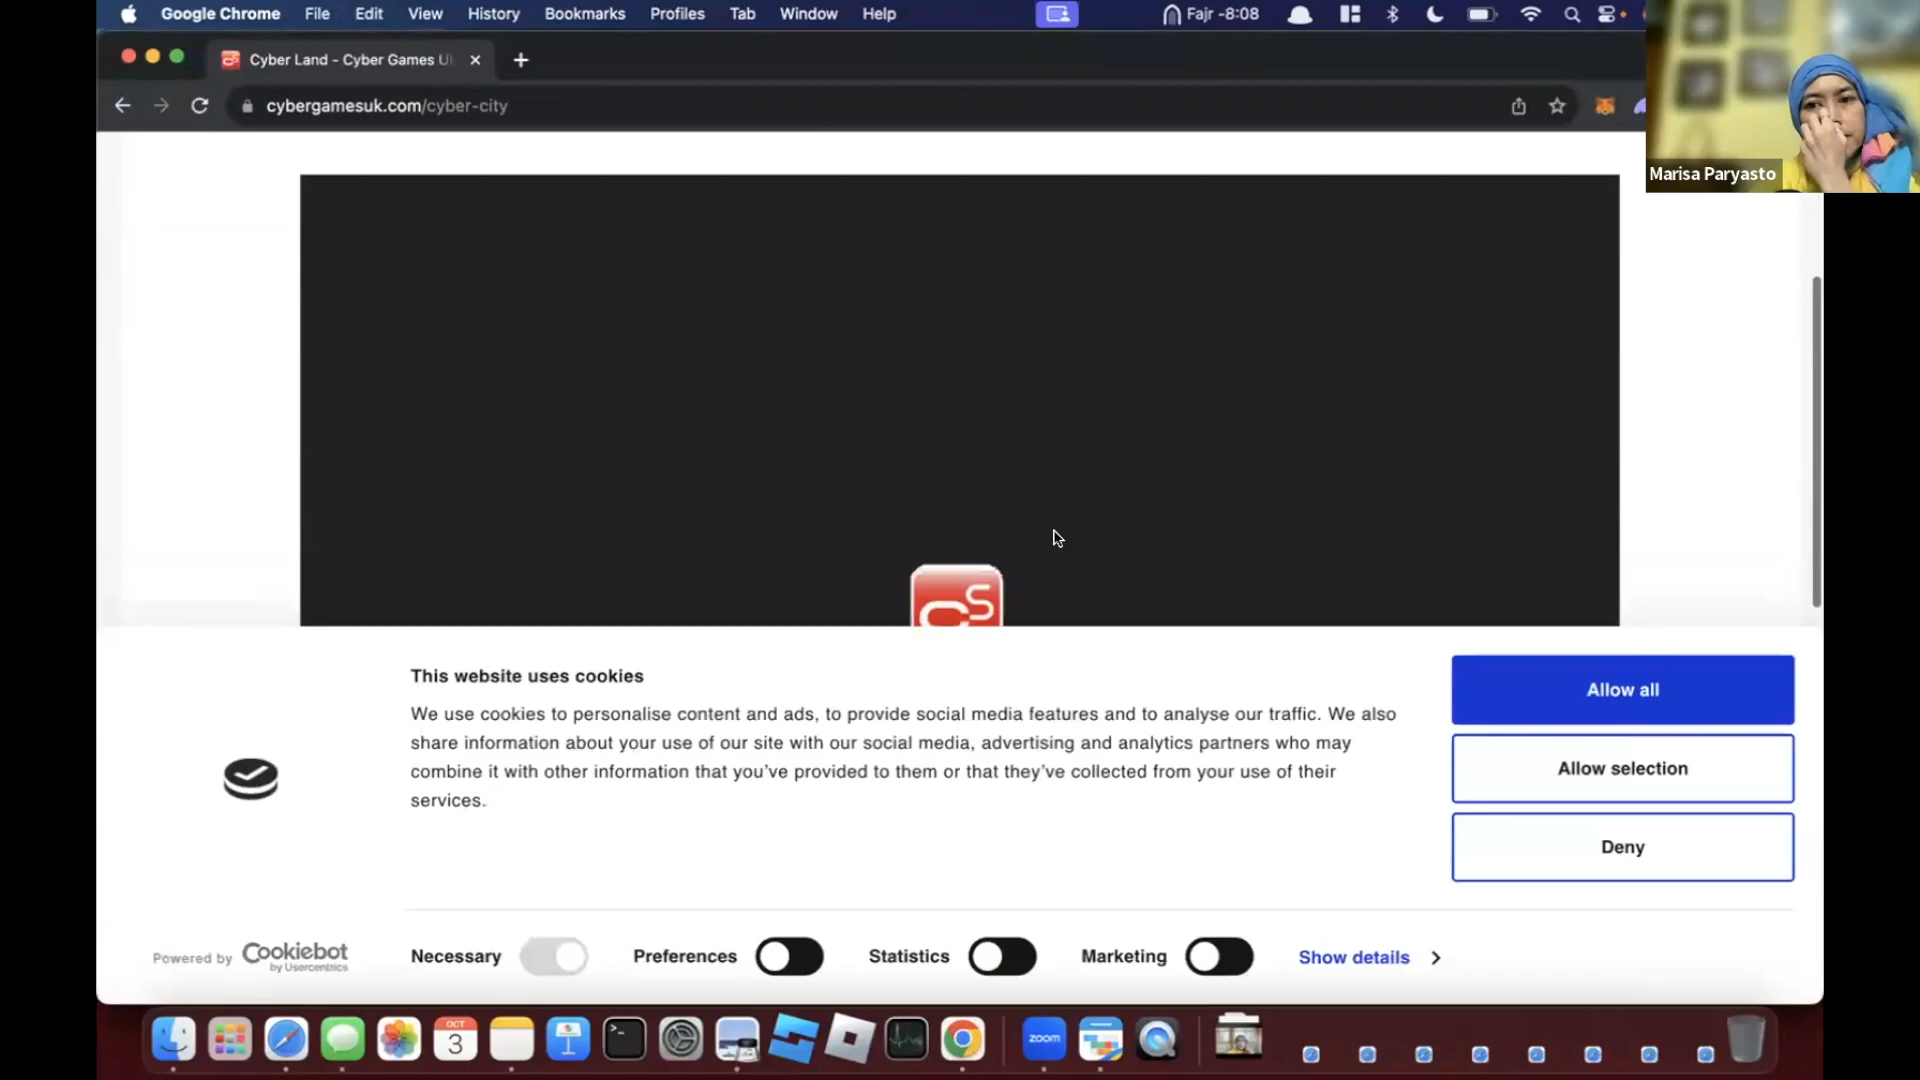 Google Chrome File Edit View History Bookmarks Profiles Tab Window Help Fajr -8:08
Cyber Land - Cyber Games U
cybergamesuk.com/cyber-city
Marisa Paryasto
CS
This website uses cookies
We use cookies to personalise content and ads, to provide social media features and to analyse our traffic. We also
share information about your use of our site with our social media, advertising and analytics partners who may
combine it with other information that you've provided to them or that they've collected from your use of their
services.
Allow all
Allow selection
Deny
Powered by Cookiebot
by Usercentrics
Necessary Preferences Statistics Marketing Show details
OCT
3
zoom